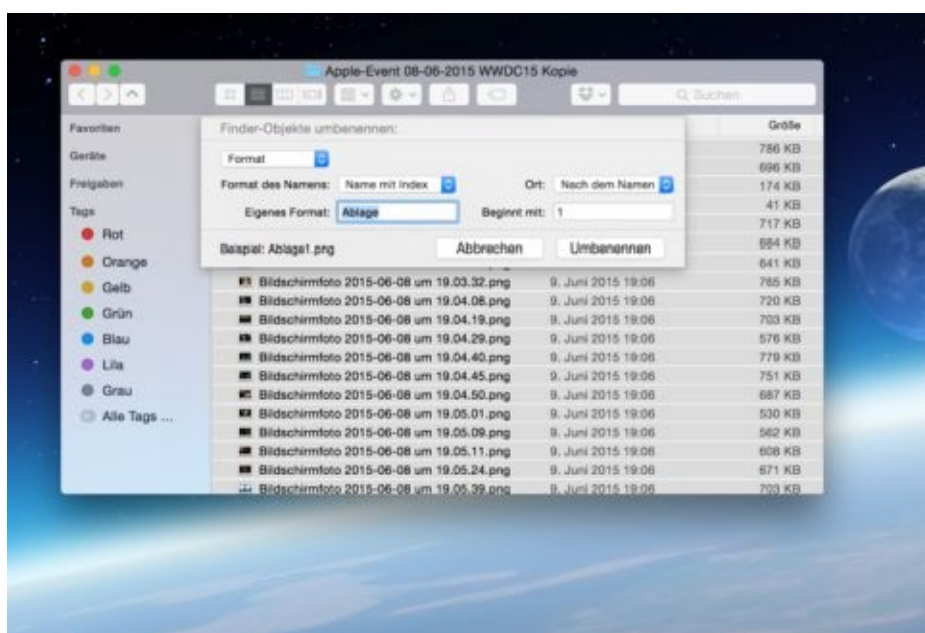 Apple-Event 08-06-2015 WWDC15 Kopie
Suchen
Favoriten
Geräte
Freigaben
Tags
Rot
Orange
Gelb
Grün
Blau
Lila
Grau
Alle Tags ...
Finder-Objekte umbenennen:
Format
Format des Namens: Name mit Index Ort: Nach dem Namen
Eigenes Format: Ablage Beginnt mit: 1
Beispiel: Ablage1.png Abbrechen Umbenennen
Größe
786 KB
696 KB
174 KB
41 KB
717 KB
684 KB
641 KB
Bildschirmfoto 2015-06-08 um 19.03.32.png 9. Juni 2015 19:06 765 KB
Bildschirmfoto 2015-06-08 um 19.04.08.png 9. Juni 2015 19:06 720 KB
Bildschirmfoto 2015-06-08 um 19.04.19.png 9. Juni 2015 19:06 703 KB
Bildschirmfoto 2015-06-08 um 19.04.29.png 9. Juni 2015 19:06 576 KB
Bildschirmfoto 2015-06-08 um 19.04.40.png 9. Juni 2015 19:06 779 KB
Bildschirmfoto 2015-06-08 um 19.04.45.png 9. Juni 2015 19:06 751 KB
Bildschirmfoto 2015-06-08 um 19.04.50.png 9. Juni 2015 19:06 687 KB
Bildschirmfoto 2015-06-08 um 19.05.01.png 9. Juni 2015 19:06 530 KB
Bildschirmfoto 2015-06-08 um 19.05.09.png 9. Juni 2015 19:06 562 KB
Bildschirmfoto 2015-06-08 um 19.05.11.png 9. Juni 2015 19:06 608 KB
Bildschirmfoto 2015-06-08 um 19.05.24.png 9. Juni 2015 19:06 671 KB
Bildschirmfoto 2015-06-08 um 19.05.39.png 9. Juni 2015 19:06 703 KB